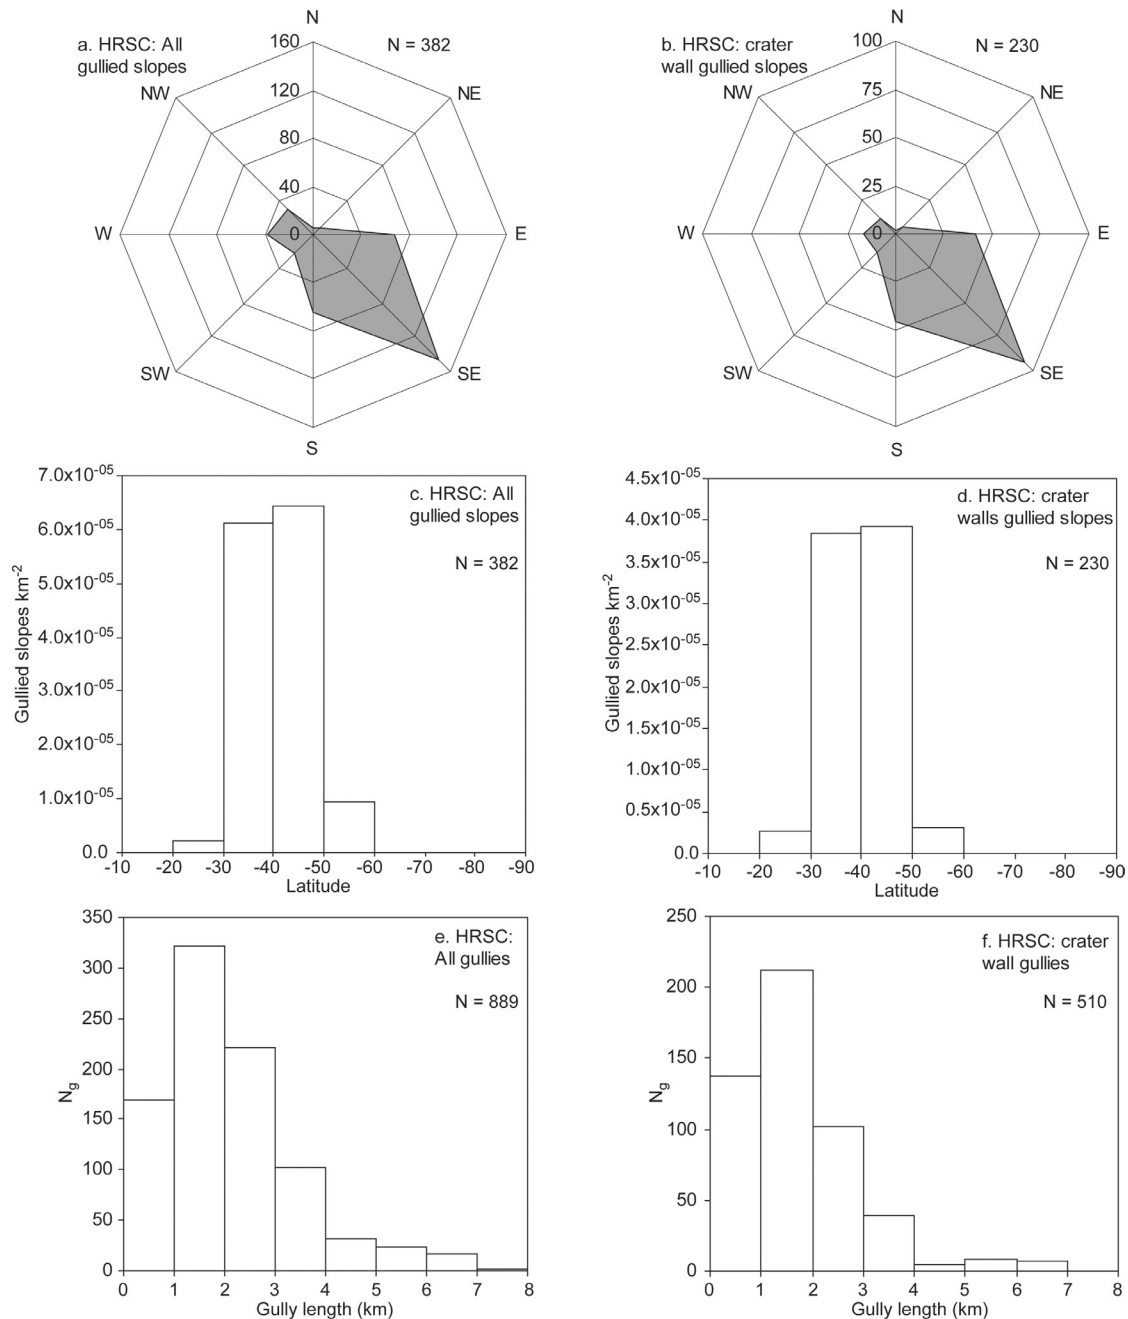 N
a. HRSC: All
gullied slopes
N = 382
160
120
80
40
0
NW
NE
W
E
SW
SE
S
N
b. HRSC: crater
wall gullied slopes
N = 230
100
75
50
25
0
NW
NE
W
E
SW
SE
S
7.0x10-05
6.0x10-05
5.0x10-05
4.0x10-05
3.0x10-05
2.0x10-05
1.0x10-05
0.0
Gullied slopes km-2
c. HRSC: All
gullied slopes
N = 382
-10 -20 -30 -40 -50 -60 -70 -80 -90
Latitude
4.5x10-05
4.0x10-05
3.5x10-05
3.0x10-05
2.5x10-05
2.0x10-05
1.5x10-05
1.0x10-05
0.5x10-05
0.0
Gullied slopes km-2
d. HRSC: crater
walls gullied slopes
N = 230
-10 -20 -30 -40 -50 -60 -70 -80 -90
Latitude
350
300
250
200
150
100
50
0
Ng
e. HRSC:
All gullies
N = 889
0 1 2 3 4 5 6 7 8
Gully length (km)
250
200
150
100
50
0
Ng
f. HRSC: crater
wall gullies
N = 510
0 1 2 3 4 5 6 7 8
Gully length (km)